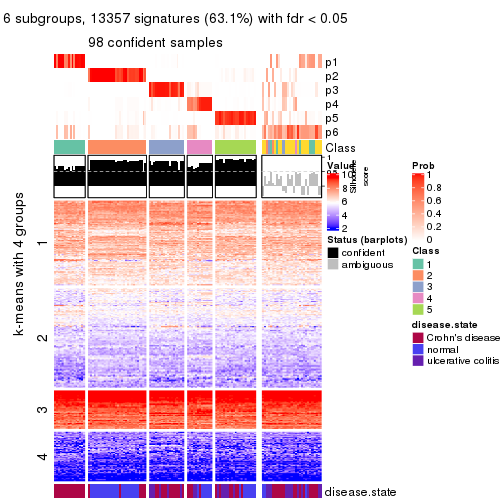 6 subgroups, 13357 signatures (63.1%) with fdr < 0.05
98 confident samples
p1
p2
p3
p4
p5
p6
Class
1
Silhouette score
k-means with 4 groups
1
2
3
4
disease.state
Value
10
8
6
4
2
Status (barplots)
confident
ambiguous
Prob
1
0.8
0.6
0.4
0.2
0
Class
1
2
3
4
5
disease.state
Crohn's disease
normal
ulcerative colitis